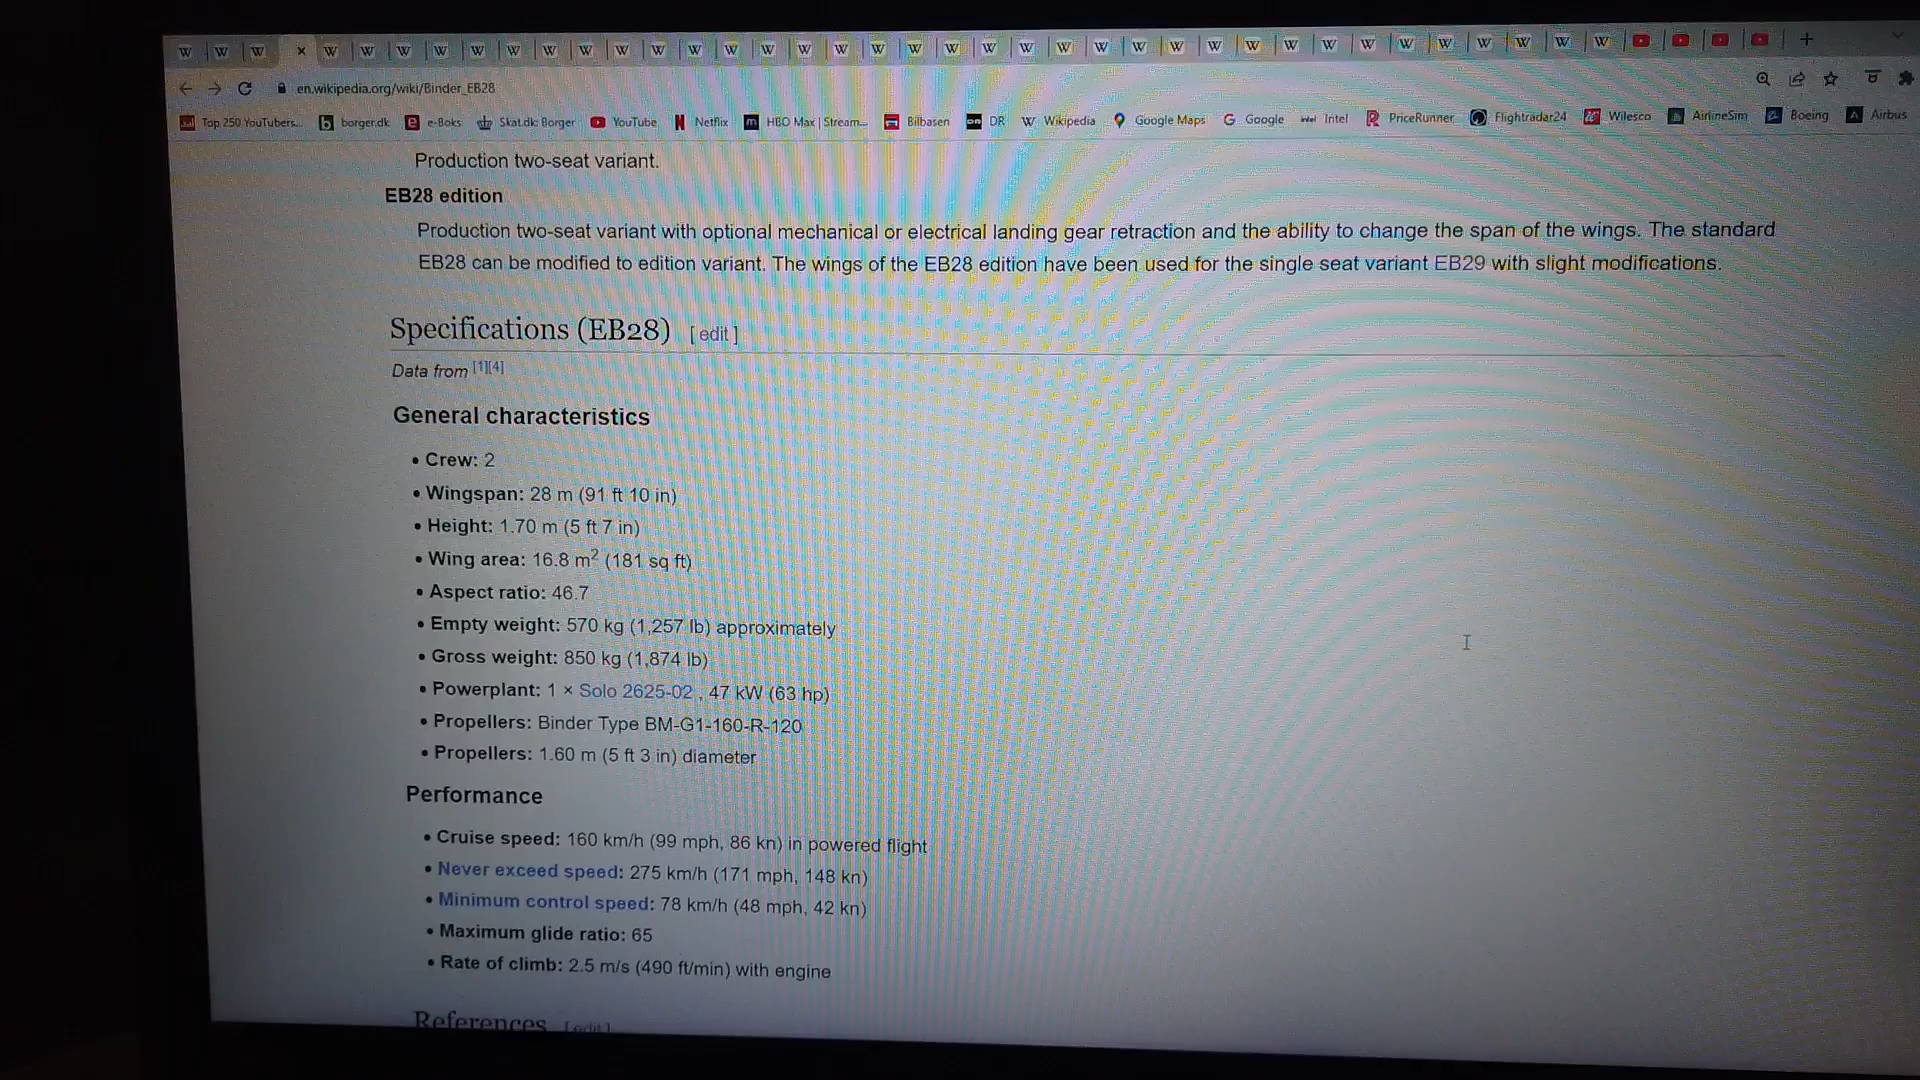 en.wikipedia.org/wiki/Binder_EB28
Top 250 YouTubers... borger.dk e-Boks Skat.dk: Borger YouTube Netflix HBO Max | Stream... Bilbasen DR Wikipedia Google Maps Google Intel PriceRunner Flightradar24 Wilesco AirlineSim Boeing Airbus
Production two-seat variant.
EB28 edition
Production two-seat variant with optional mechanical or electrical landing gear retraction and the ability to change the span of the wings. The standard
EB28 can be modified to edition variant. The wings of the EB28 edition have been used for the single seat variant EB29 with slight modifications.
Specifications (EB28) [ edit ]
Data from [1][4]
General characteristics
• Crew: 2
• Wingspan: 28 m (91 ft 10 in)
• Height: 1.70 m (5 ft 7 in)
• Wing area: 16.8 m² (181 sq ft)
• Aspect ratio: 46.7
• Empty weight: 570 kg (1,257 lb) approximately
• Gross weight: 850 kg (1,874 lb)
• Powerplant: 1 × Solo 2625-02 , 47 kW (63 hp)
• Propellers: Binder Type BM-G1-160-R-120
• Propellers: 1.60 m (5 ft 3 in) diameter
Performance
• Cruise speed: 160 km/h (99 mph, 86 kn) in powered flight
• Never exceed speed: 275 km/h (171 mph, 148 kn)
• Minimum control speed: 78 km/h (48 mph, 42 kn)
• Maximum glide ratio: 65
• Rate of climb: 2.5 m/s (490 ft/min) with engine
References [ edit ]